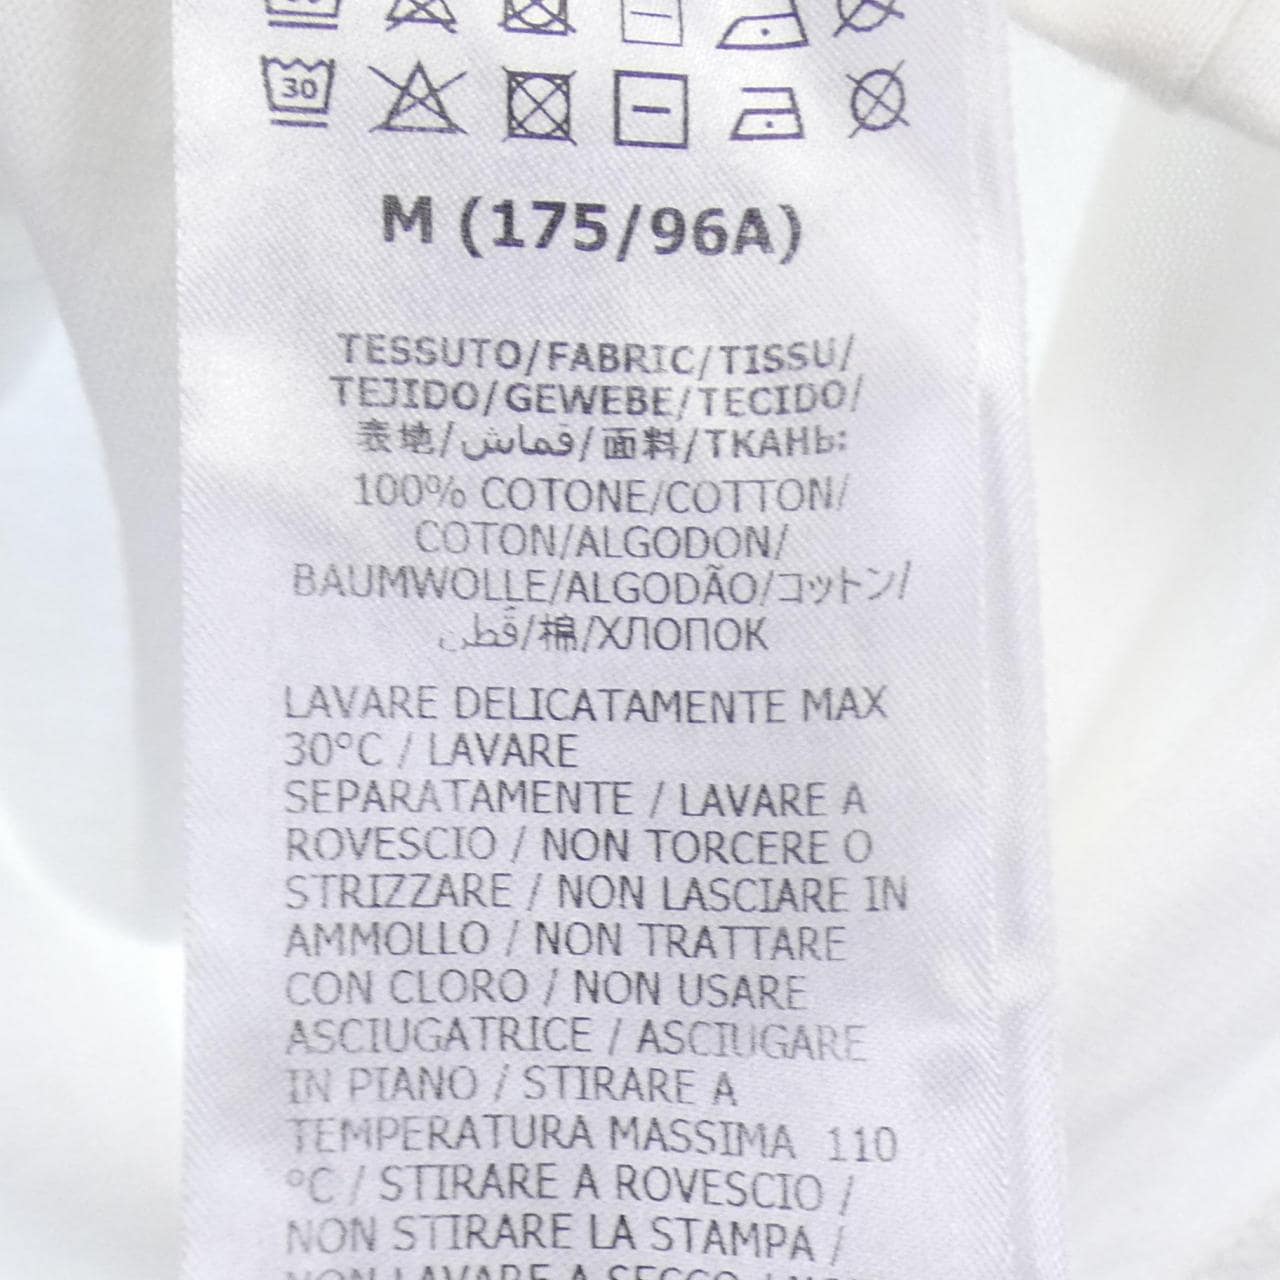 30
M (175/96A)
TESSUTO/FABRIC/TISSU/
TEJIDO/GEWEBE/TECIDO/
表地/قماش/面料/ТКАНЬ:
100% COTONE/COTTON/
COTON/ALGODON/
BAUMWOLLE/ALGODÃO/コットン/
قطن/棉/ХЛОПОК
LAVARE DELICATAMENTE MAX
30°C / LAVARE
SEPARATAMENTE / LAVARE A
ROVESCIO / NON TORCERE O
STRIZZARE / NON LASCIARE IN
AMMOLLO / NON TRATTARE
CON CLORO / NON USARE
ASCIUGATRICE / ASCIUGARE
IN PIANO / STIRARE A
TEMPERATURA MASSIMA 110
°C / STIRARE A ROVESCIO /
NON STIRARE LA STAMPA /
NON LAVARE A SECCO /